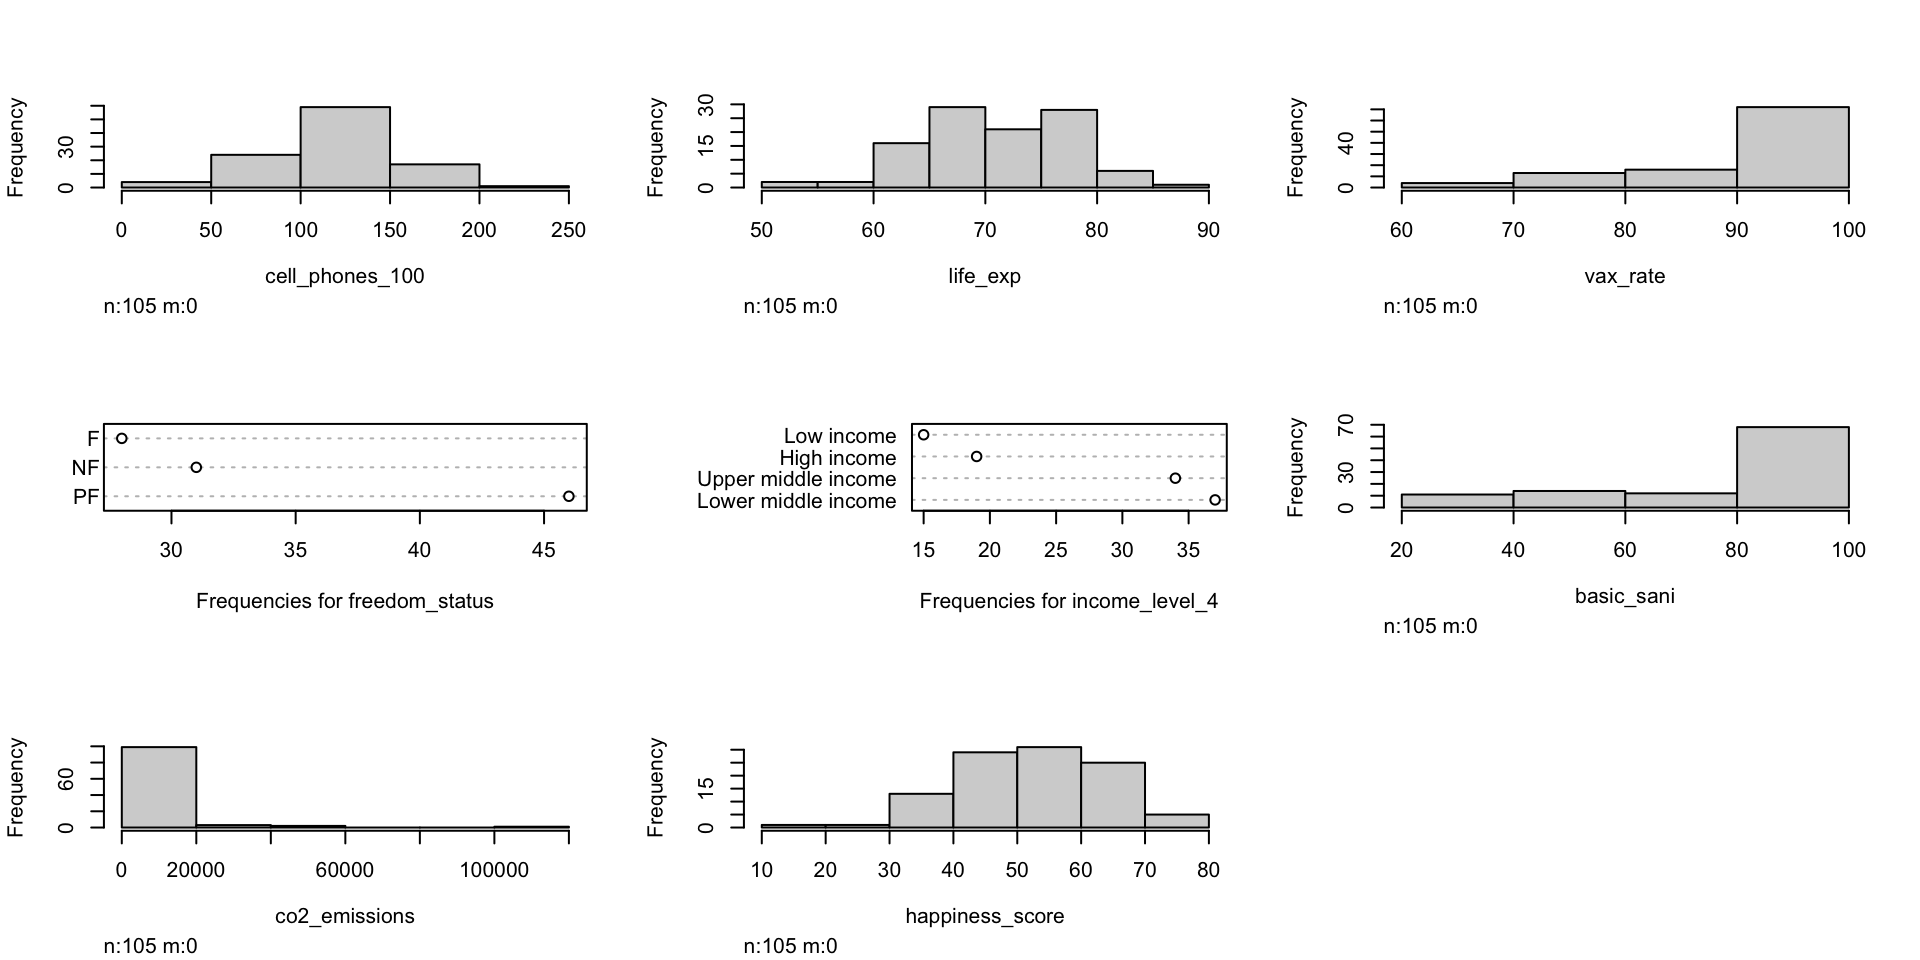 Frequency
30
0
0 50 100 150 200 250
cell_phones_100
n:105 m:0
Frequency
30
15
0
50 60 70 80 90
life_exp
n:105 m:0
Frequency
40
0
60 70 80 90 100
vax_rate
n:105 m:0
F
NF
PF
30 35 40 45
Frequencies for freedom_status
Low income
High income
Upper middle income
Lower middle income
15 20 25 30 35
Frequencies for income_level_4
Frequency
70
30
0
20 40 60 80 100
basic_sani
n:105 m:0
Frequency
60
0
0 20000 60000 100000
co2_emissions
n:105 m:0
Frequency
15
0
10 20 30 40 50 60 70 80
happiness_score
n:105 m:0